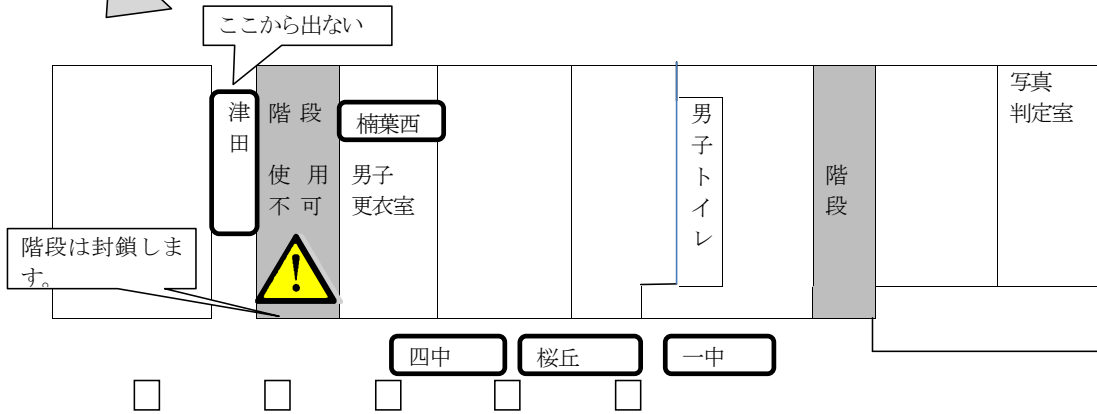 ここから出ない
津田
階段
使用
不可
楠葉西
男子
更衣室
男子トイレ
階段
写真
判定室
階段は封鎖しま
す。
!
四中
桜丘
一中